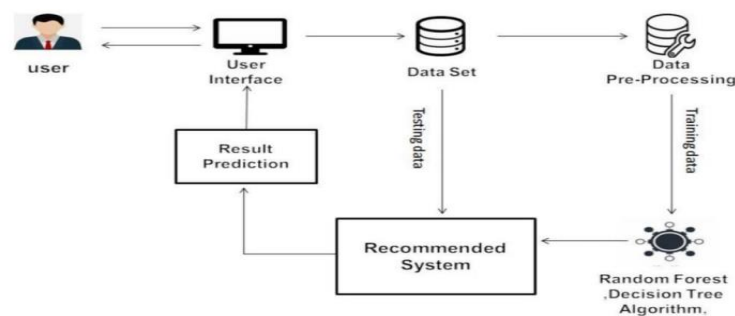 user
User
Interface
Data Set
Data
Pre-Processing
Testing data
Training data
Result
Prediction
Recommended
System
Random Forest
,Decision Tree
Algorithm,